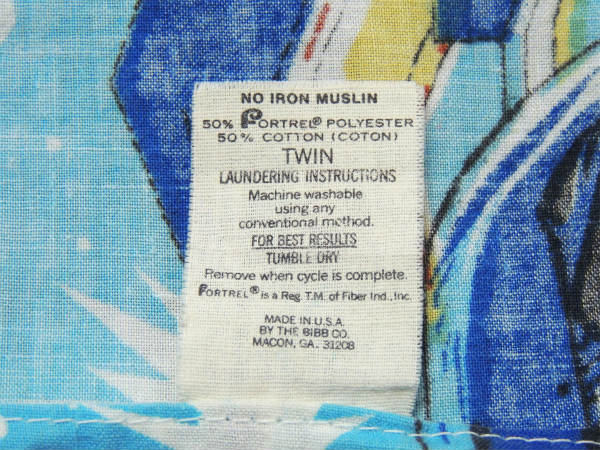 NO IRON MUSLIN
50% FORTREL® POLYESTER
50% COTTON (COTON)
TWIN
LAUNDERING INSTRUCTIONS
Machine washable
using any
conventional method.
FOR BEST RESULTS
TUMBLE DRY
Remove when cycle is complete.
FORTREL® is a Reg. T.M. of Fiber Ind., Inc.
MADE IN U.S.A.
BY THE BIBB CO.
MACON, GA. 31208